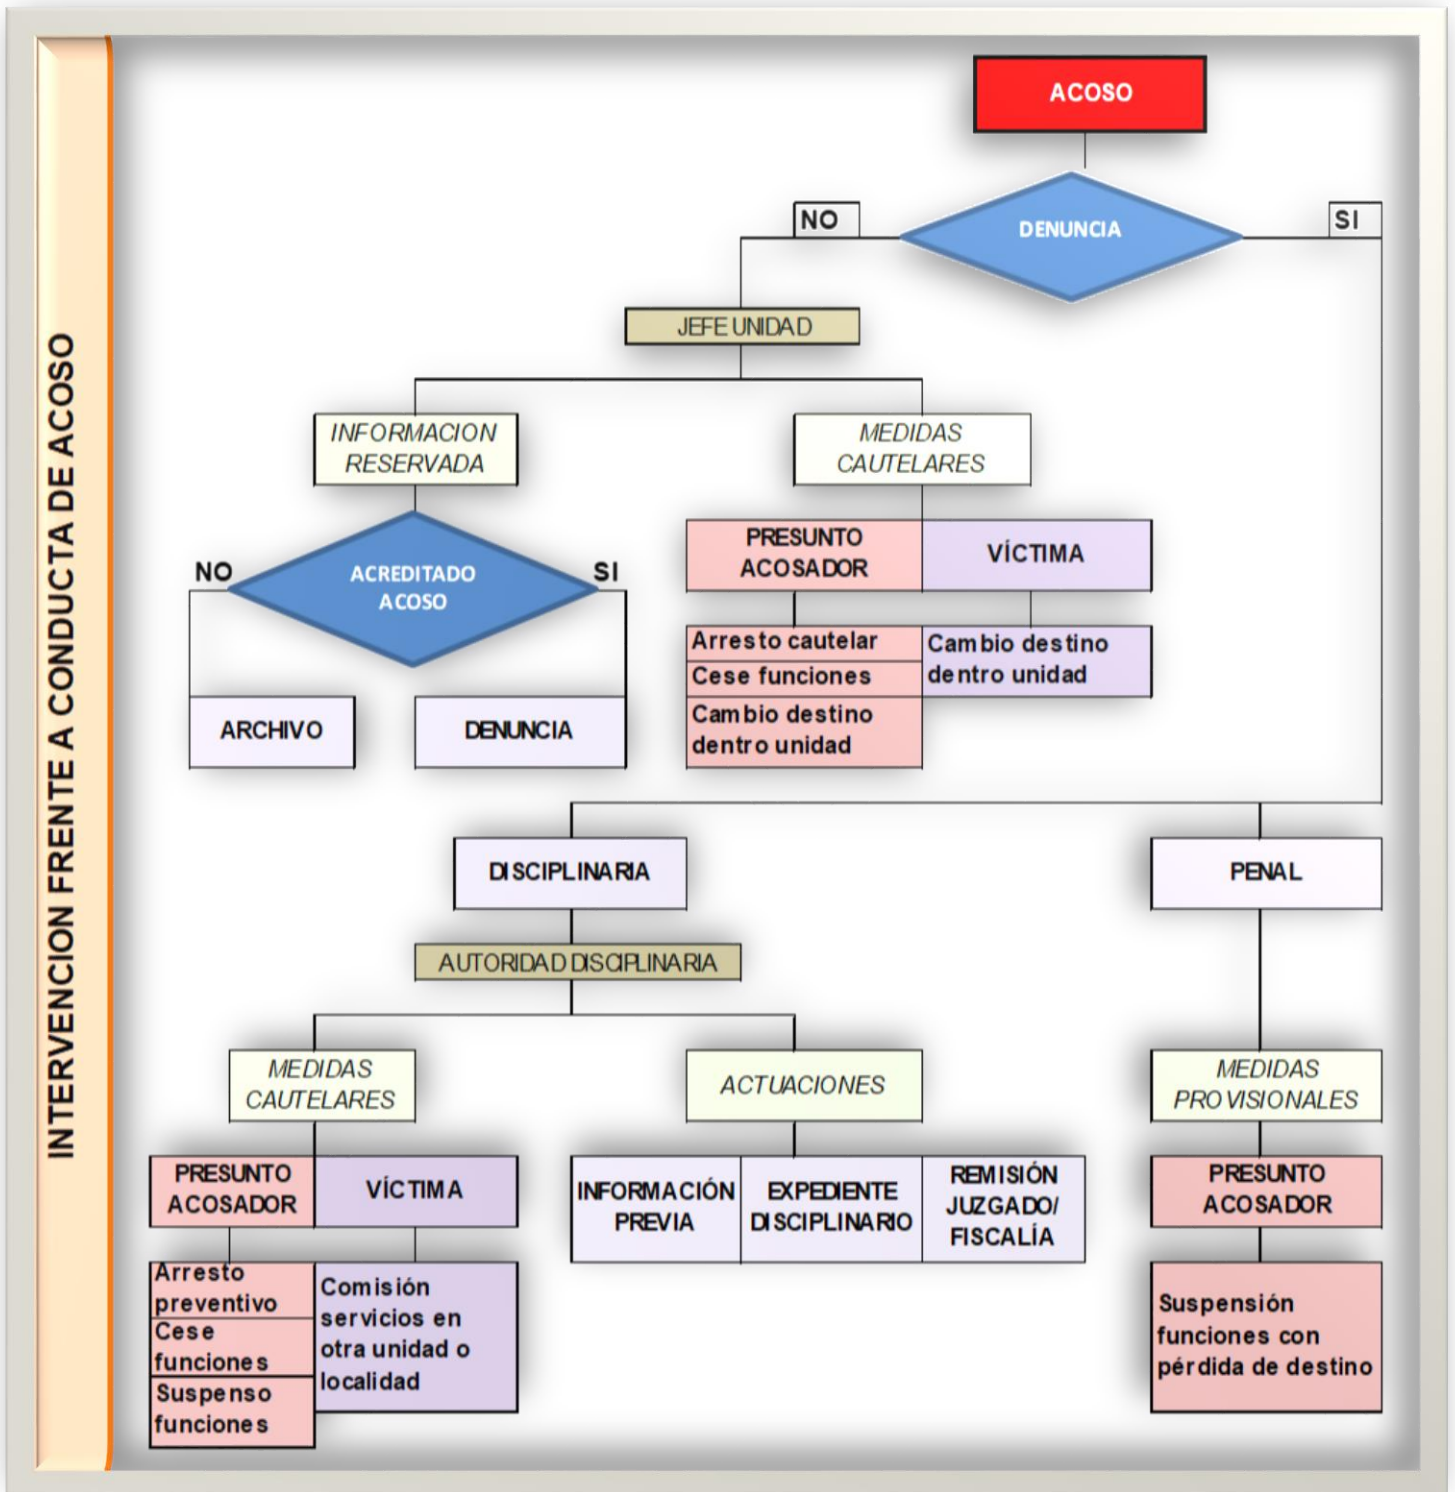 INTERVENCION FRENTE A CONDUCTA DE ACOSO
ACOSO
DENUNCIA
NO
SI
JEFE UNIDAD
INFORMACION
RESERVADA
MEDIDAS
CAUTELARES
ACREDITADO
ACOSO
NO
SI
ARCHIVO
DENUNCIA
PRESUNTO
ACOSADOR
VÍCTIMA
Arresto cautelar
Cese funciones
Cambio destino
dentro unidad
Cambio destino
dentro unidad
DISCIPLINARIA
PENAL
AUTORIDAD DISCIPLINARIA
MEDIDAS
CAUTELARES
ACTUACIONES
MEDIDAS
PROVISIONALES
PRESUNTO
ACOSADOR
VÍCTIMA
Arresto
preventivo
Cese
funciones
Suspenso
funciones
Comisión
servicios en
otra unidad o
localidad
INFORMACIÓN
PREVIA
EXPEDIENTE
DISCIPLINARIO
REMISIÓN
JUZGADO/
FISCALÍA
PRESUNTO
ACOSADOR
Suspensión
funciones con
pérdida de destino